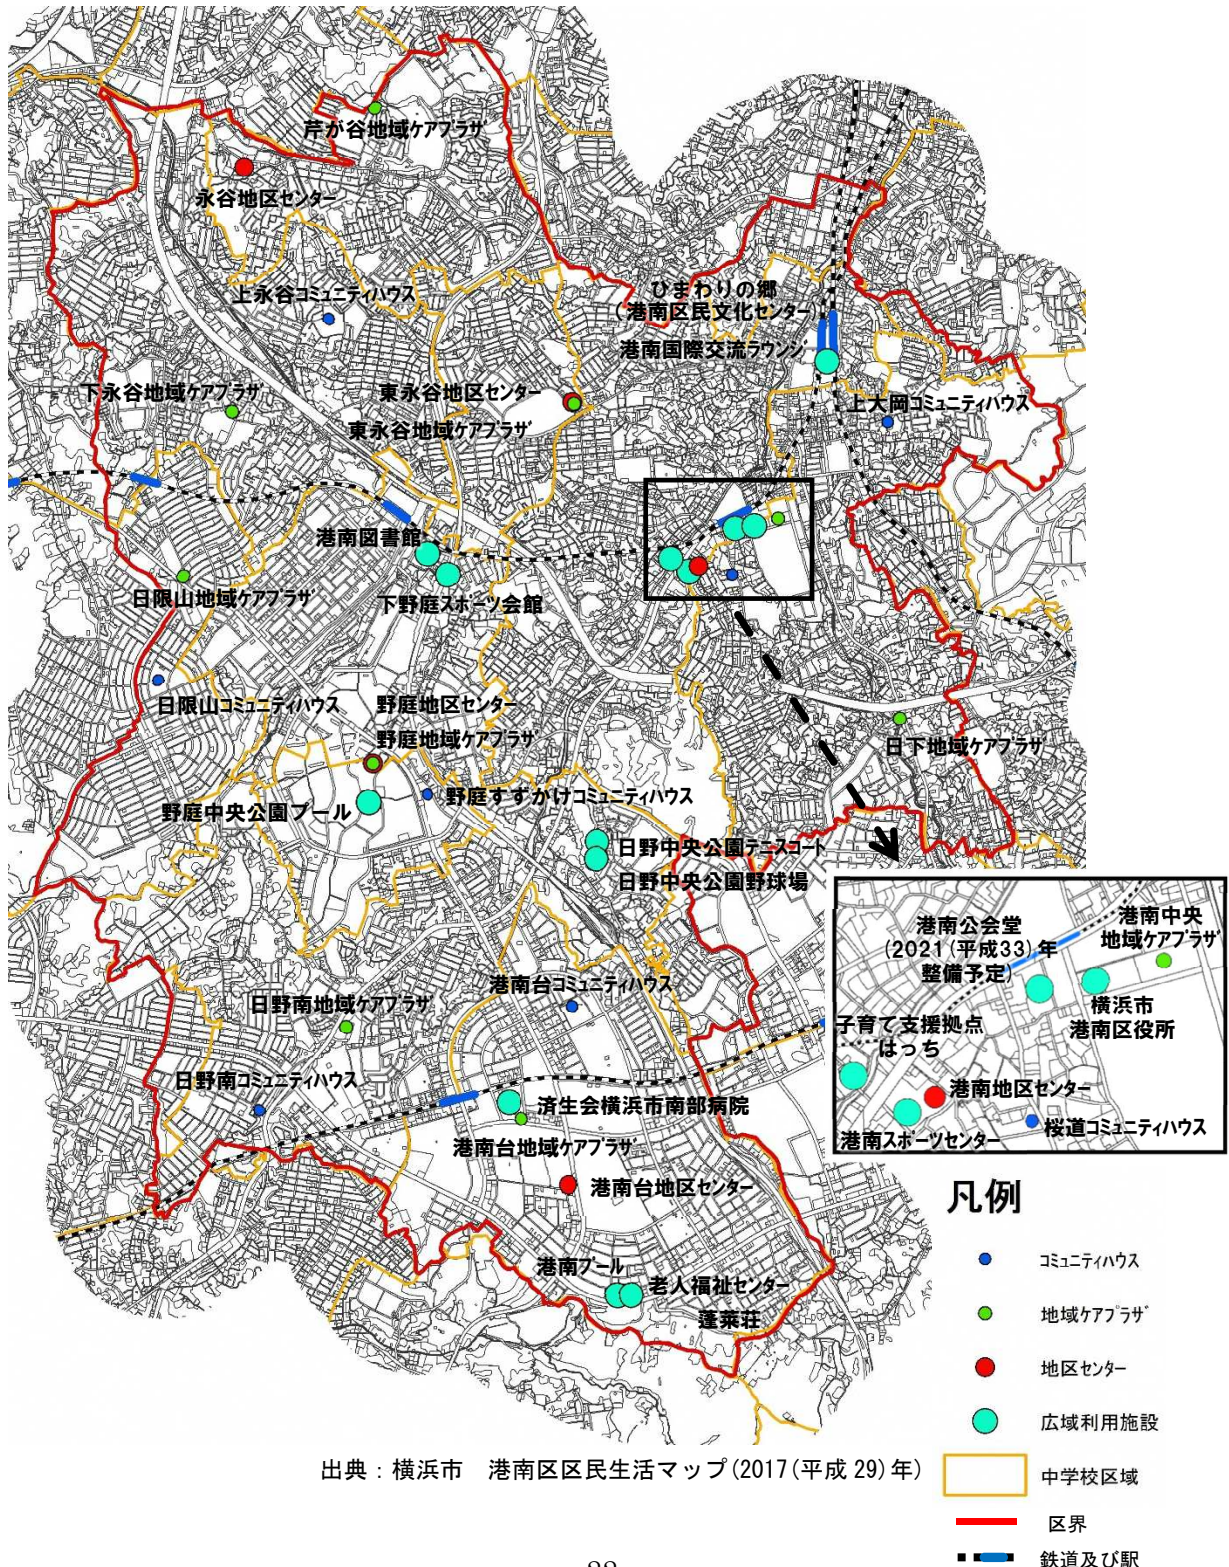 芹が谷地域ケアプラザ
永谷地区センター
上永谷コミュニティハウス
ひまわりの郷
(港南区民文化センター
港南国際交流ラウンジ
下永谷地域ケアプラザ
東永谷地区センター
東永谷地域ケアプラザ
上大岡コミュニティハウス
港南図書館
下野庭スポーツ会館
日限山地域ケアプラザ
日限山コミュニティハウス
野庭地区センター
野庭地域ケアプラザ
日下地域ケアプラザ
野庭中央公園プール
野庭すずかけコミュニティハウス
日野中央公園テニスコート
日野中央公園野球場
港南公会堂
(2021(平成33)年
整備予定)
港南中央
地域ケアプラザ
横浜市
港南区役所
子育て支援拠点
はっち
港南地区センター
港南スポーツセンター
桜道コミュニティハウス
港南台コミュニティハウス
日野南地域ケアプラザ
日野南コミュニティハウス
済生会横浜市南部病院
港南台地域ケアプラザ
港南台地区センター
港南プール
老人福祉センター
蓬莱荘
凡例
コミュニティハウス
地域ケアプラザ
地区センター
広域利用施設
中学校区域
区界
鉄道及び駅
出典：横浜市　港南区区民生活マップ(2017(平成 29)年)